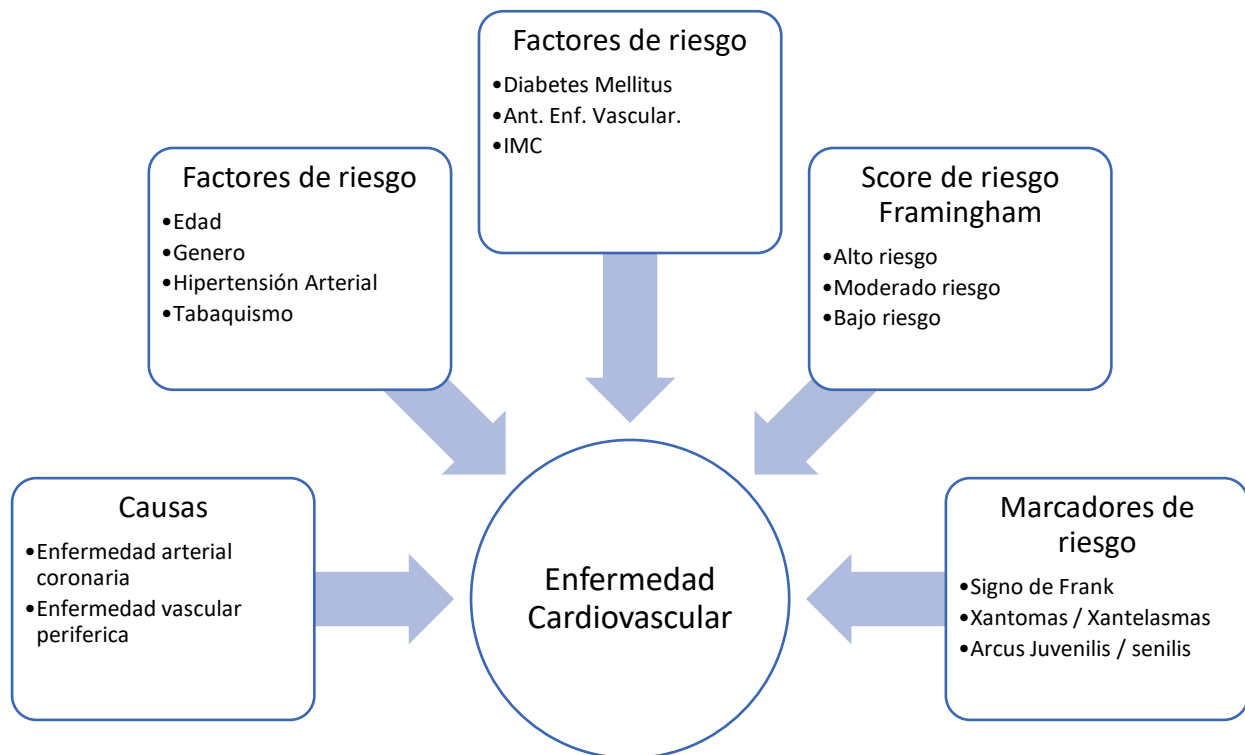 Factores de riesgo
•Diabetes Mellitus
•Ant. Enf. Vascular.
•IMC
Factores de riesgo
•Edad
•Genero
•Hipertensión Arterial
•Tabaquismo
Score de riesgo
Framingham
•Alto riesgo
•Moderado riesgo
•Bajo riesgo
Causas
•Enfermedad arterial
coronaria
•Enfermedad vascular
periferica
Enfermedad
Cardiovascular
Marcadores de
riesgo
•Signo de Frank
•Xantomas / Xantelasmas
•Arcus Juvenilis / senilis